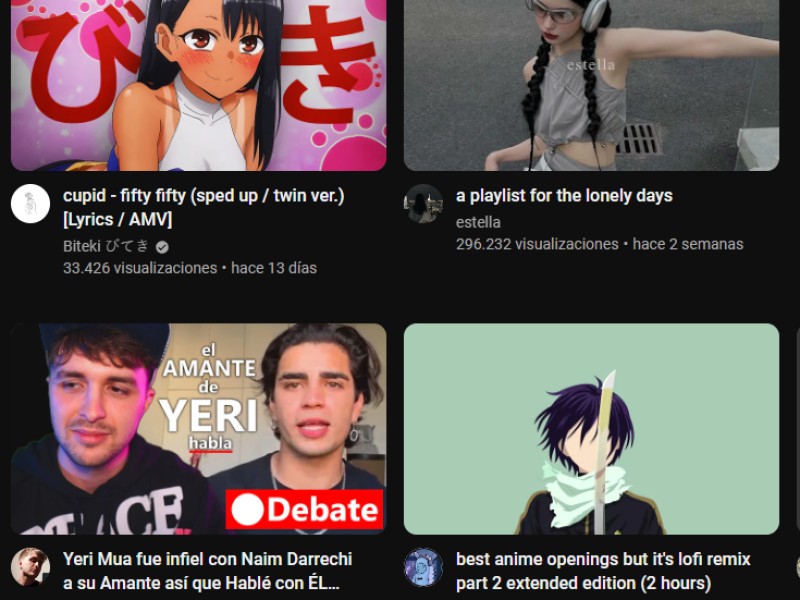 び き
estella
cupid - fifty fifty (sped up / twin ver.)
[Lyrics / AMV]
Biteki びてき
33.426 visualizaciones • hace 13 días
a playlist for the lonely days
estella
296.232 visualizaciones • hace 2 semanas
el
AMANTE
de
YERI
habla
Debate
Yeri Mua fue infiel con Naim Darrechi
a su Amante así que Hablé con ÉL...
best anime openings but it's lofi remix
part 2 extended edition (2 hours)